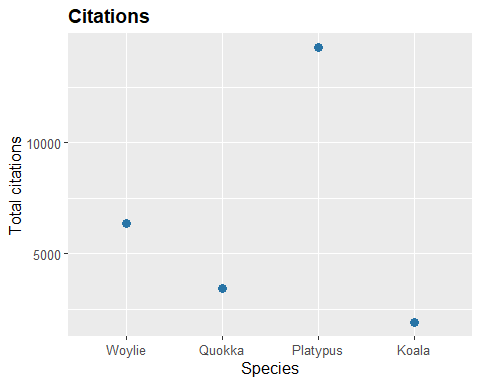 Citations
Total citations
10000
5000
Woylie Quokka Platypus Koala
Species